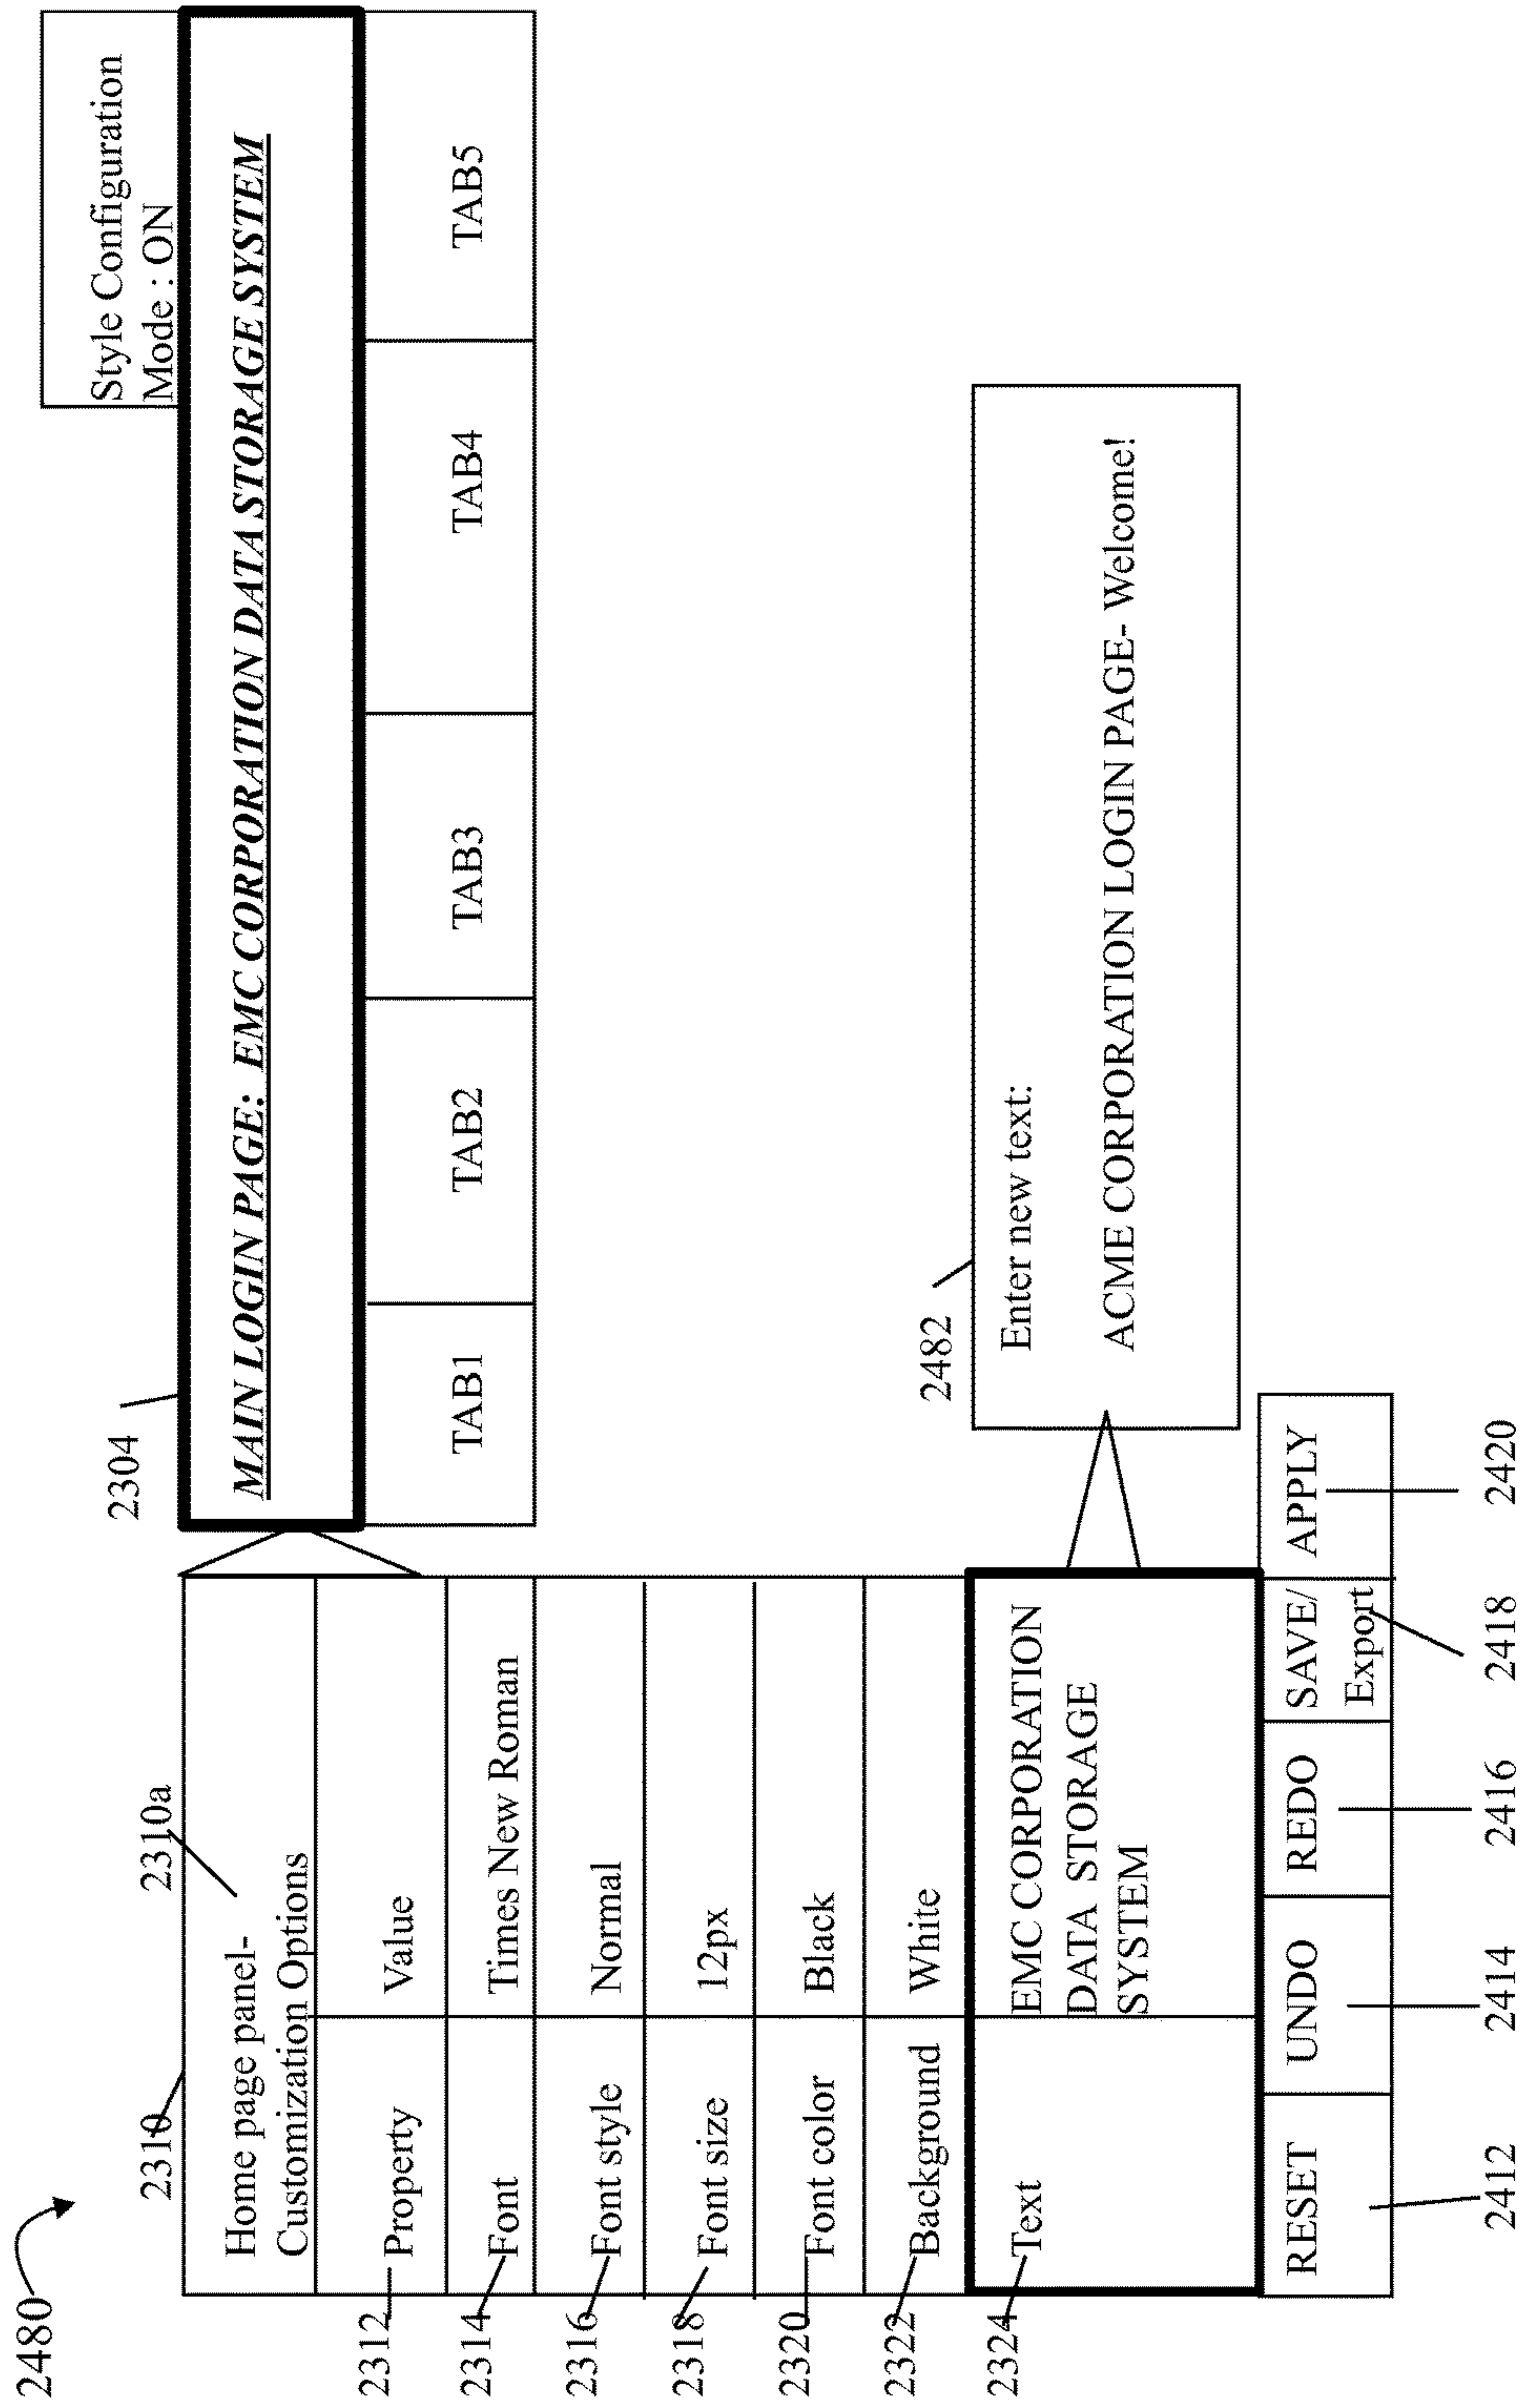 2480
Style Configuration
Mode : ON
2304
MAIN LOGIN PAGE: EMC CORPORATION DATA STORAGE SYSTEM
TAB1 TAB2 TAB3 TAB4 TAB5
2310
2310a
Home page panel-
Customization Options
2312
Property Value
2314
Font Times New Roman
2316
Font style Normal
2318
Font size 12px
2320
Font color Black
2322
Background White
2324
Text
EMC CORPORATION
DATA STORAGE
SYSTEM
2482
Enter new text:
ACME CORPORATION LOGIN PAGE- Welcome!
RESET UNDO REDO SAVE/ APPLY
Export
2412 2414 2416 2418 2420